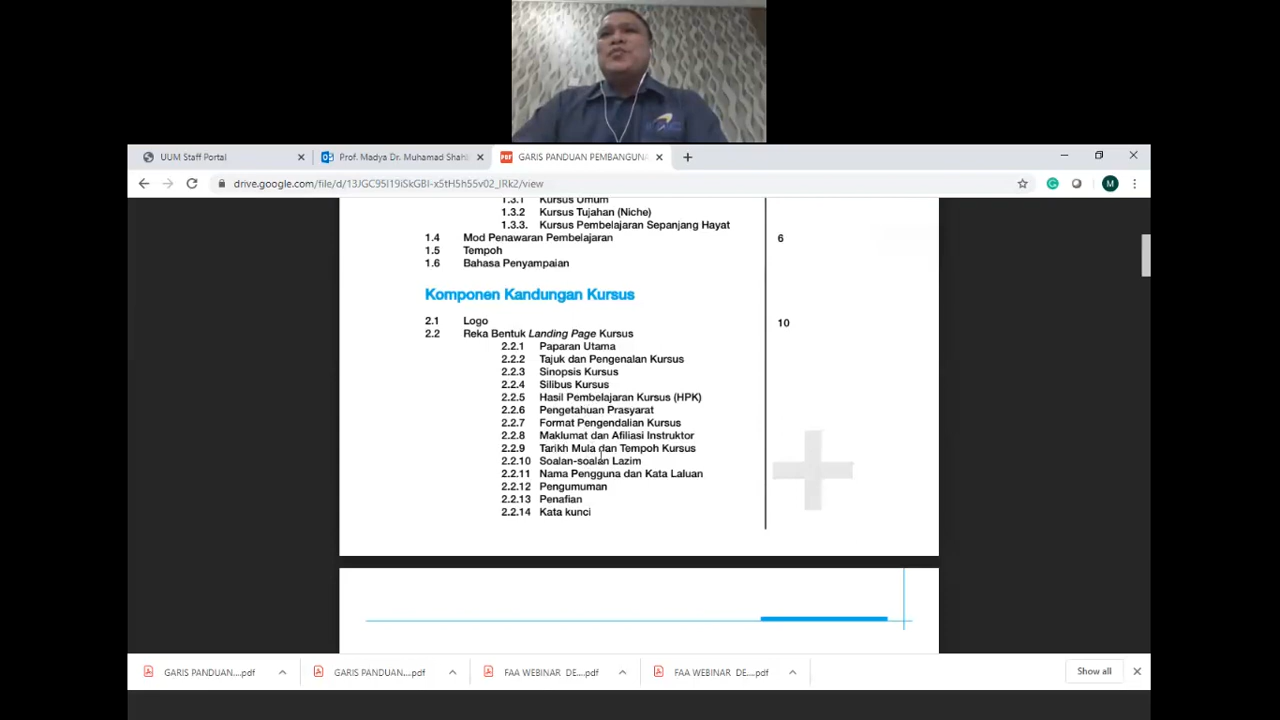 UUM Staff Portal
Prof. Madya Dr. Muhamad Shahi
GARIS PANDUAN PEMBANGUNA
drive.google.com/file/d/13JGC95I19iSkGBI-x5tH5h55v02_IRk2/view
M
1.3.1 Kursus Umum
1.3.2 Kursus Tujahan (Niche)
1.3.3. Kursus Pembelajaran Sepanjang Hayat
1.4 Mod Penawaran Pembelajaran 6
1.5 Tempoh
1.6 Bahasa Penyampaian
Komponen Kandungan Kursus
2.1 Logo 10
2.2 Reka Bentuk Landing Page Kursus
2.2.1 Paparan Utama
2.2.2 Tajuk dan Pengenalan Kursus
2.2.3 Sinopsis Kursus
2.2.4 Silibus Kursus
2.2.5 Hasil Pembelajaran Kursus (HPK)
2.2.6 Pengetahuan Prasyarat
2.2.7 Format Pengendalian Kursus
2.2.8 Maklumat dan Afiliasi Instruktor
2.2.9 Tarikh Mula dan Tempoh Kursus
2.2.10 Soalan-soalan Lazim
2.2.11 Nama Pengguna dan Kata Laluan
2.2.12 Pengumuman
2.2.13 Penafian
2.2.14 Kata kunci
GARIS PANDUAN....pdf
GARIS PANDUAN....pdf
FAA WEBINAR DE....pdf
FAA WEBINAR DE....pdf
Show all